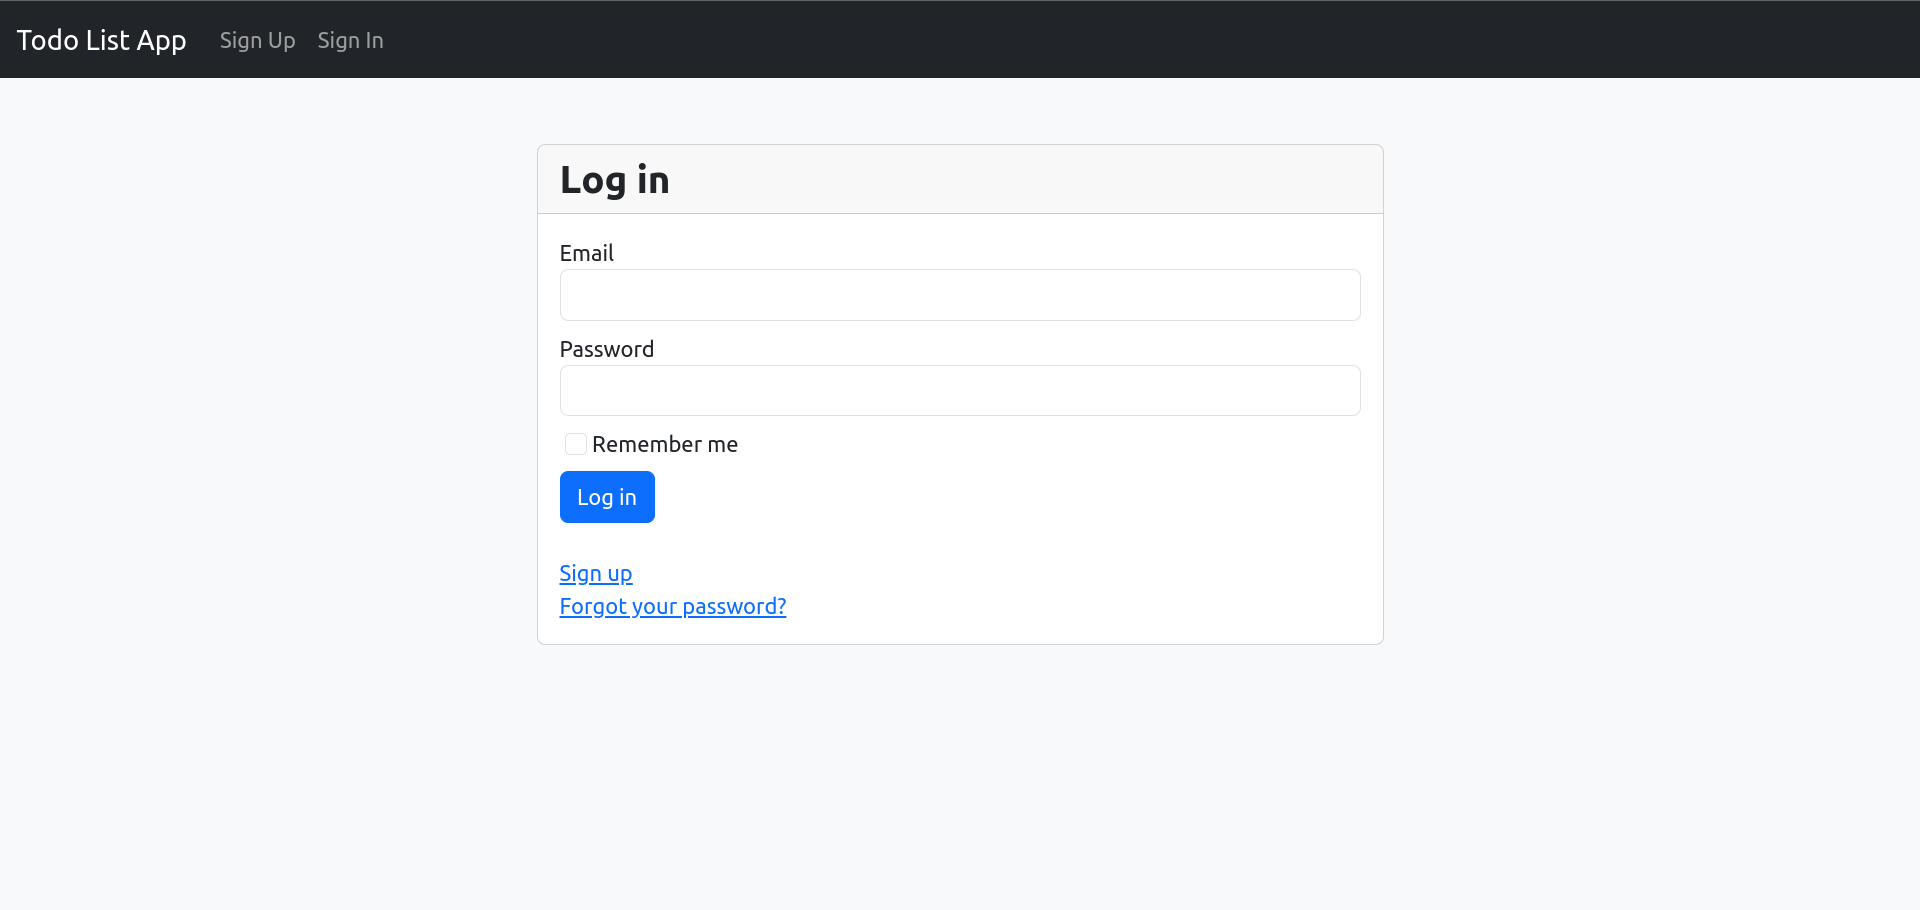 Todo List App Sign Up Sign In
Log in
Email
Password
Remember me
Log in
Sign up
Forgot your password?